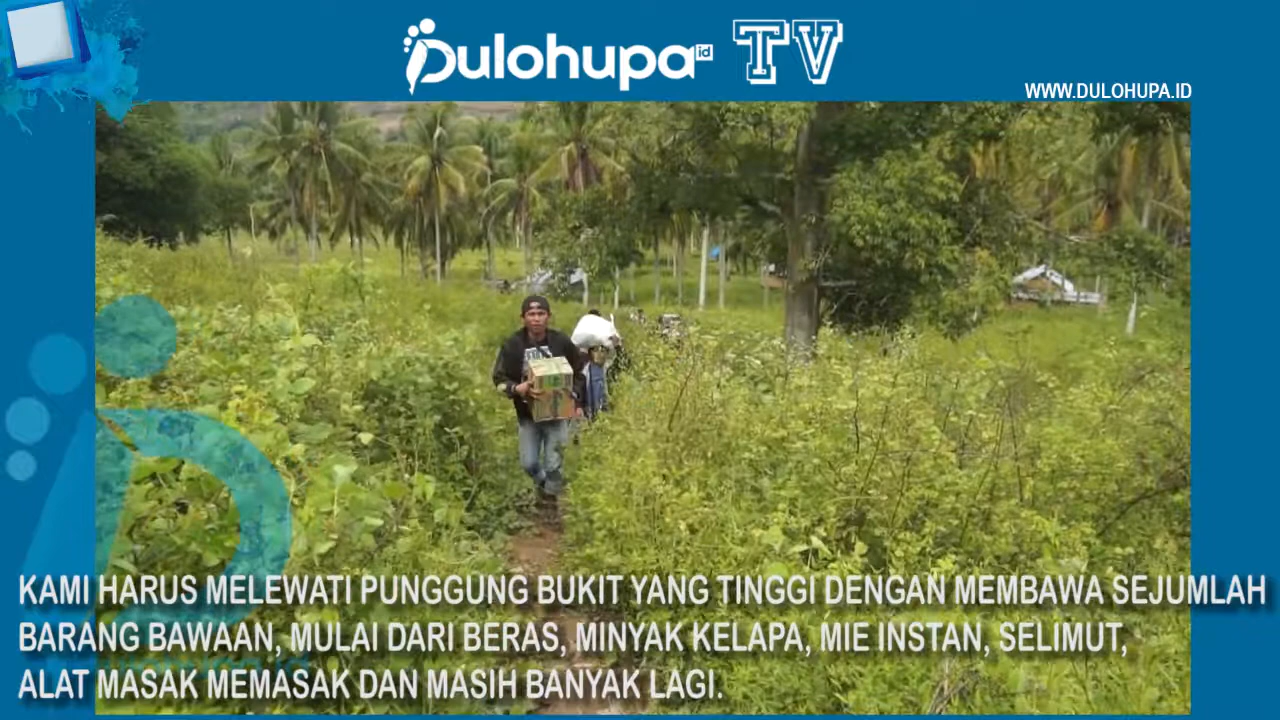 Dulohupa id TV
WWW.DULOHUPA.ID
KAMI HARUS MELEWATI PUNGGUNG BUKIT YANG TINGGI DENGAN MEMBAWA SEJUMLAH
BARANG BAWAAN, MULAI DARI BERAS, MINYAK KELAPA, MIE INSTAN, SELIMUT,
ALAT MASAK MEMASAK DAN MASIH BANYAK LAGI.